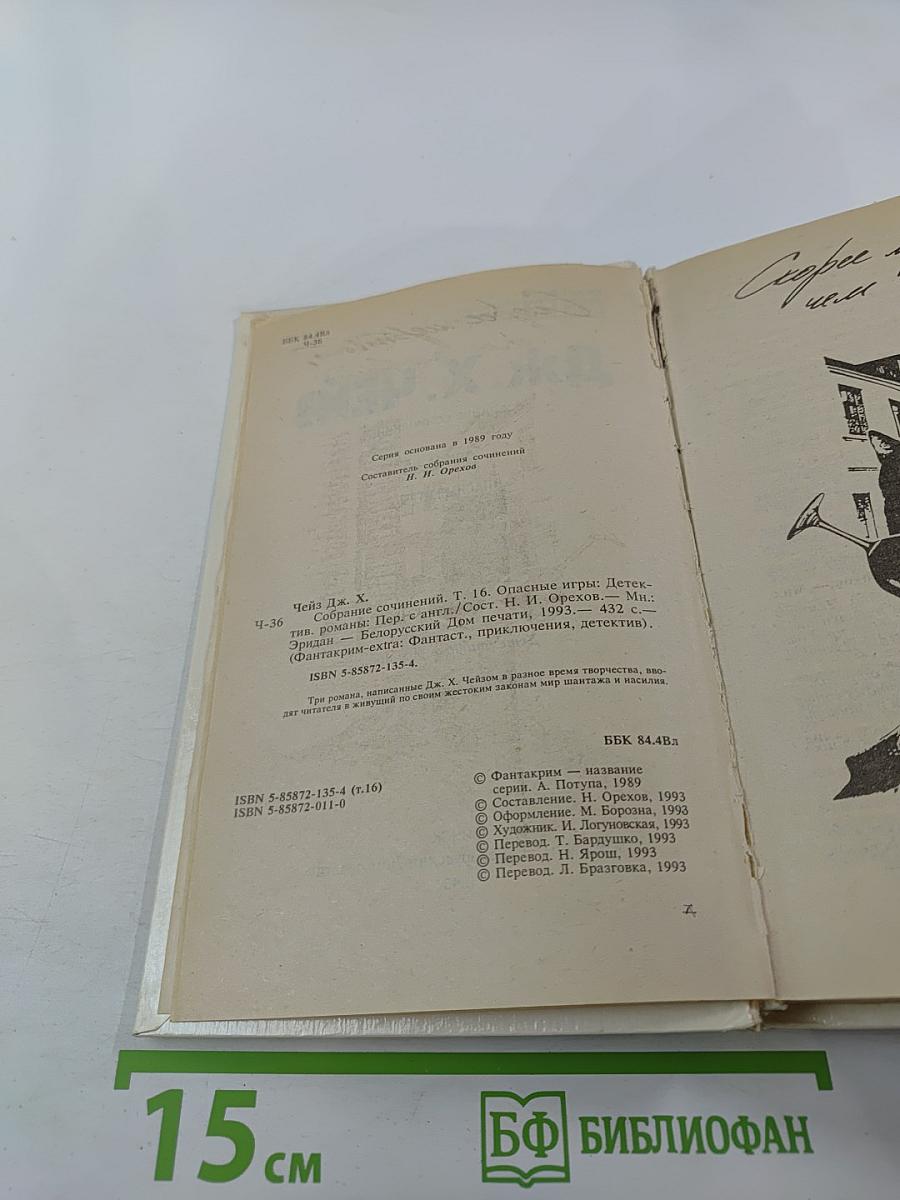 ББК 84.4Вл
Ч-36
Серия основана в 1989 году
Составитель собрания сочинений
Н. И. Орехов
Чейз Дж. Х.
Ч-36
Собрание сочинений. Т. 16. Опасные игры: Детек-
тив. романы: Пер. с англ./Сост. Н. И. Орехов.— Мн.:
Эридан — Белорусский Дом печати, 1993.— 432 с.—
(Фантакрим-extra: Фантаст., приключения, детектив).
ISBN 5-85872-135-4.
Три романа, написанные Дж. Х. Чейзом в разное время творчества, вво-
дят читателя в живущий по своим жестоким законам мир шантажа и насилия.
ББК 84.4Вл
ISBN 5-85872-135-4 (т.16)
ISBN 5-85872-011-0
© Фантакрим — название
серии. А. Потупа, 1989
© Составление. Н. Орехов, 1993
© Оформление. М. Борозна, 1993
© Художник. И. Логуновская, 1993
© Перевод. Т. Бардушко, 1993
© Перевод. Н. Ярош, 1993
© Перевод. Л. Бразговка, 1993
Скорее
чем
15 см
БФ БИБЛИОФАН